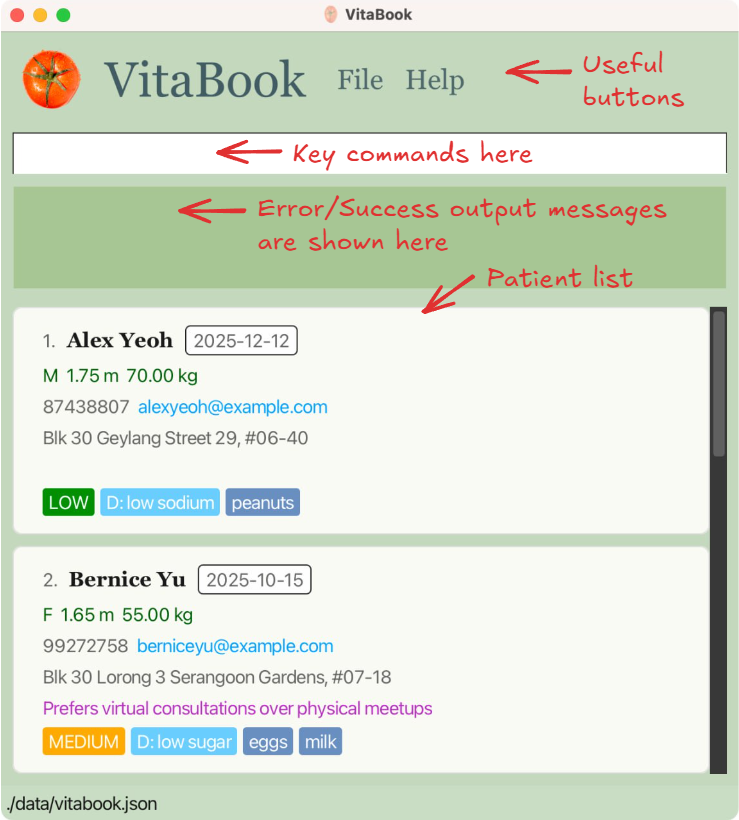 VitaBook
VitaBook File Help
Useful
buttons
Key commands here
Error/Success output messages
are shown here
Patient list
1. Alex Yeoh 2025-12-12
M 1.75 m 70.00 kg
87438807 alexyeoh@example.com
Blk 30 Geylang Street 29, #06-40
LOW D: low sodium peanuts
2. Bernice Yu 2025-10-15
F 1.65 m 55.00 kg
99272758 berniceyu@example.com
Blk 30 Lorong 3 Serangoon Gardens, #07-18
Prefers virtual consultations over physical meetups
MEDIUM D: low sugar eggs milk
./data/vitabook.json